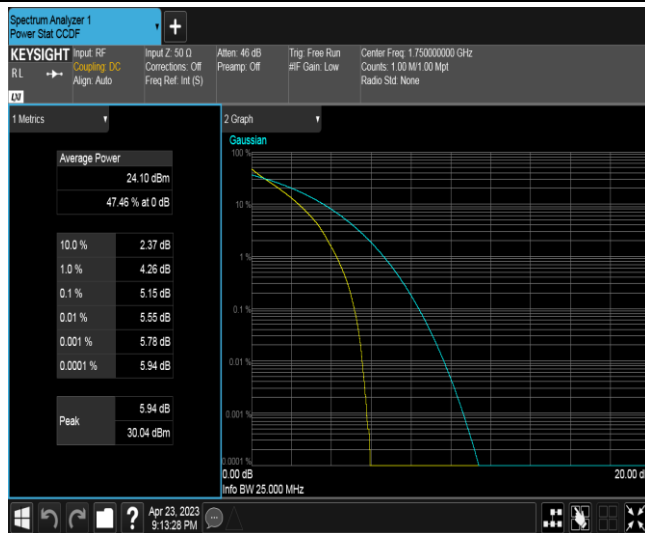 Spectrum Analyzer 1
Power Stat CCDF
+
KEYSIGHT
RL
Input: RF
Coupling: DC
Align: Auto
Input Z: 50 Ω
Corrections: Off
Freq Ref: Int (S)
Atten: 46 dB
Preamp: Off
Trig: Free Run
#IF Gain: Low
Center Freq: 1.750000000 GHz
Counts: 1.00 M/1.00 Mpt
Radio Std: None
1 Metrics
Average Power
24.10 dBm
47.46 % at 0 dB
10.0 % 2.37 dB
1.0 % 4.26 dB
0.1 % 5.15 dB
0.01 % 5.55 dB
0.001 % 5.78 dB
0.0001 % 5.94 dB
Peak
5.94 dB
30.04 dBm
2 Graph
Gaussian
100 %
10 %
1 %
0.1 %
0.01 %
0.001 %
0.0001 %
0.00 dB
20.00 d
Info BW 25.000 MHz
?
Apr 23, 2023
9:13:28 PM